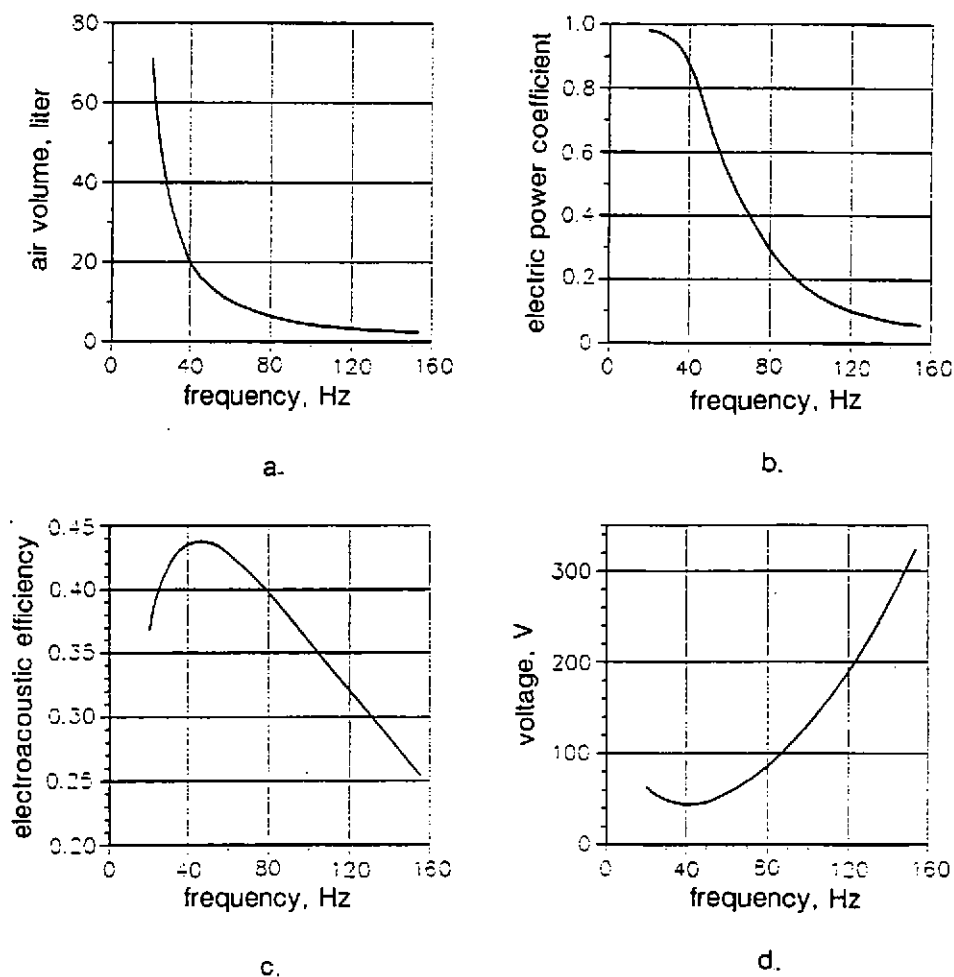 air volume, liter
80
60
40
20
0
0 40 80 120 160
frequency, Hz
a.
electric power coefficient
1.0
0.8
0.6
0.4
0.2
0
0 40 80 120 160
frequency, Hz
b.
electroacoustic efficiency
0.45
0.40
0.35
0.30
0.25
0.20
0 40 80 120 160
frequency, Hz
c.
voltage, V
300
200
100
0
0 40 80 120 160
frequency, Hz
d.